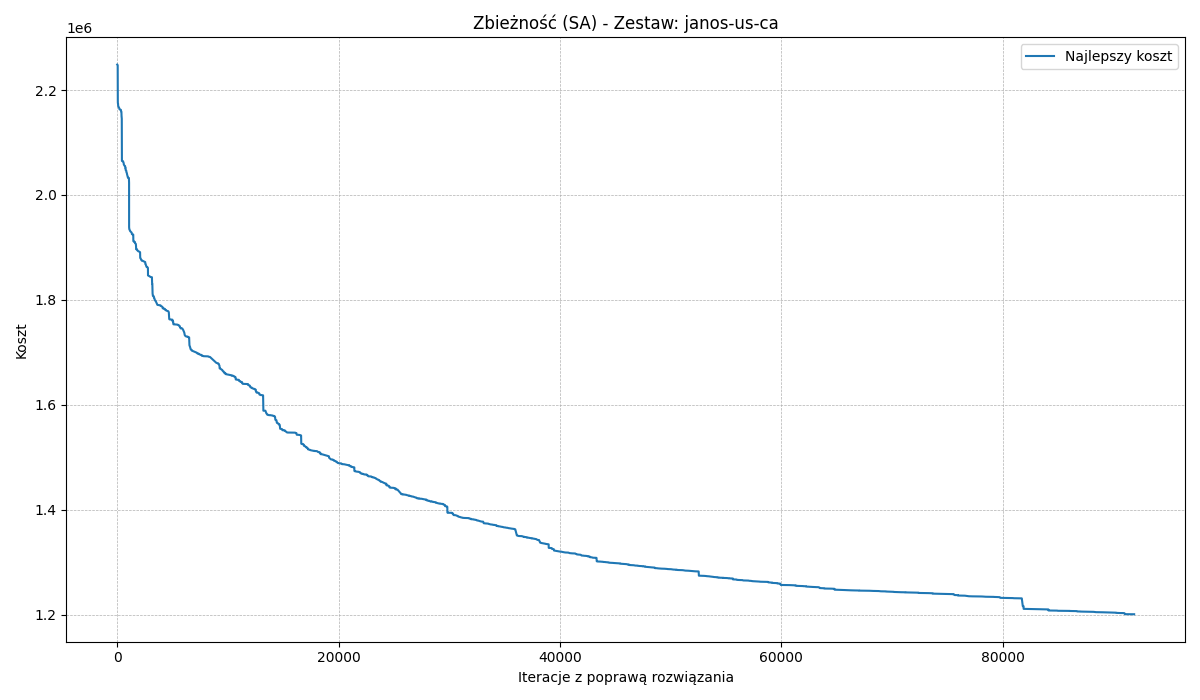 Zbieżność (SA) - Zestaw: janos-us-ca
1e6
Najlepszy koszt
2.2
2.0
1.8
1.6
1.4
1.2
Koszt
0 20000 40000 60000 80000
Iteracje z poprawą rozwiązania